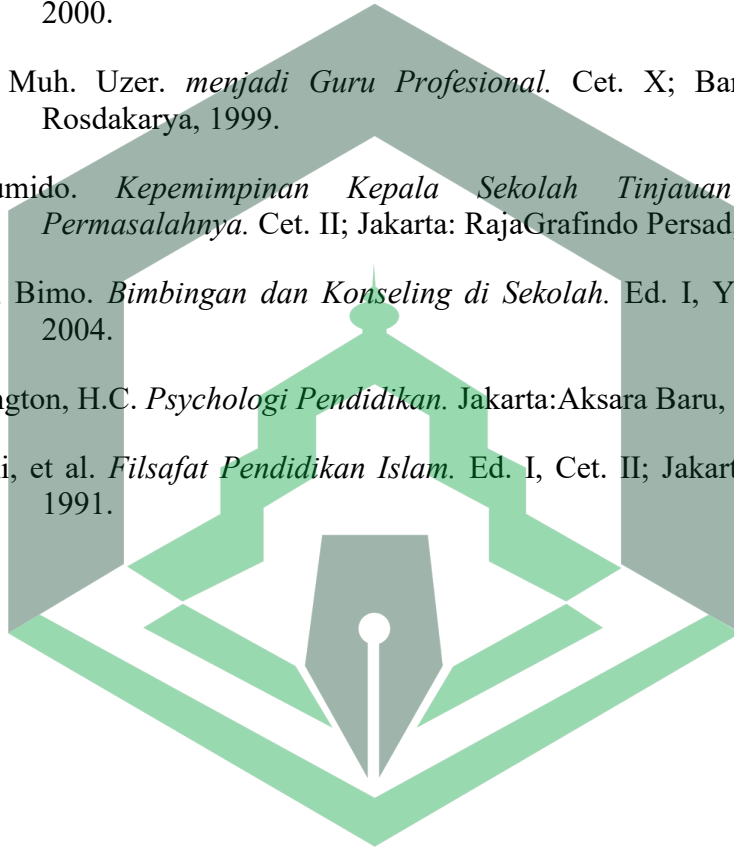 2000.
Muh. Uzer. menjadi Guru Profesional. Cet. X; Ban
Rosdakarya, 1999.
umido. Kepemimpinan Kepala Sekolah Tinjauan
Permasalahnya. Cet. II; Jakarta: RajaGrafindo Persad
Bimo. Bimbingan dan Konseling di Sekolah. Ed. I, Y
2004.
ngton, H.C. Psychologi Pendidikan. Jakarta:Aksara Baru,
i, et al. Filsafat Pendidikan Islam. Ed. I, Cet. II; Jakart
1991.